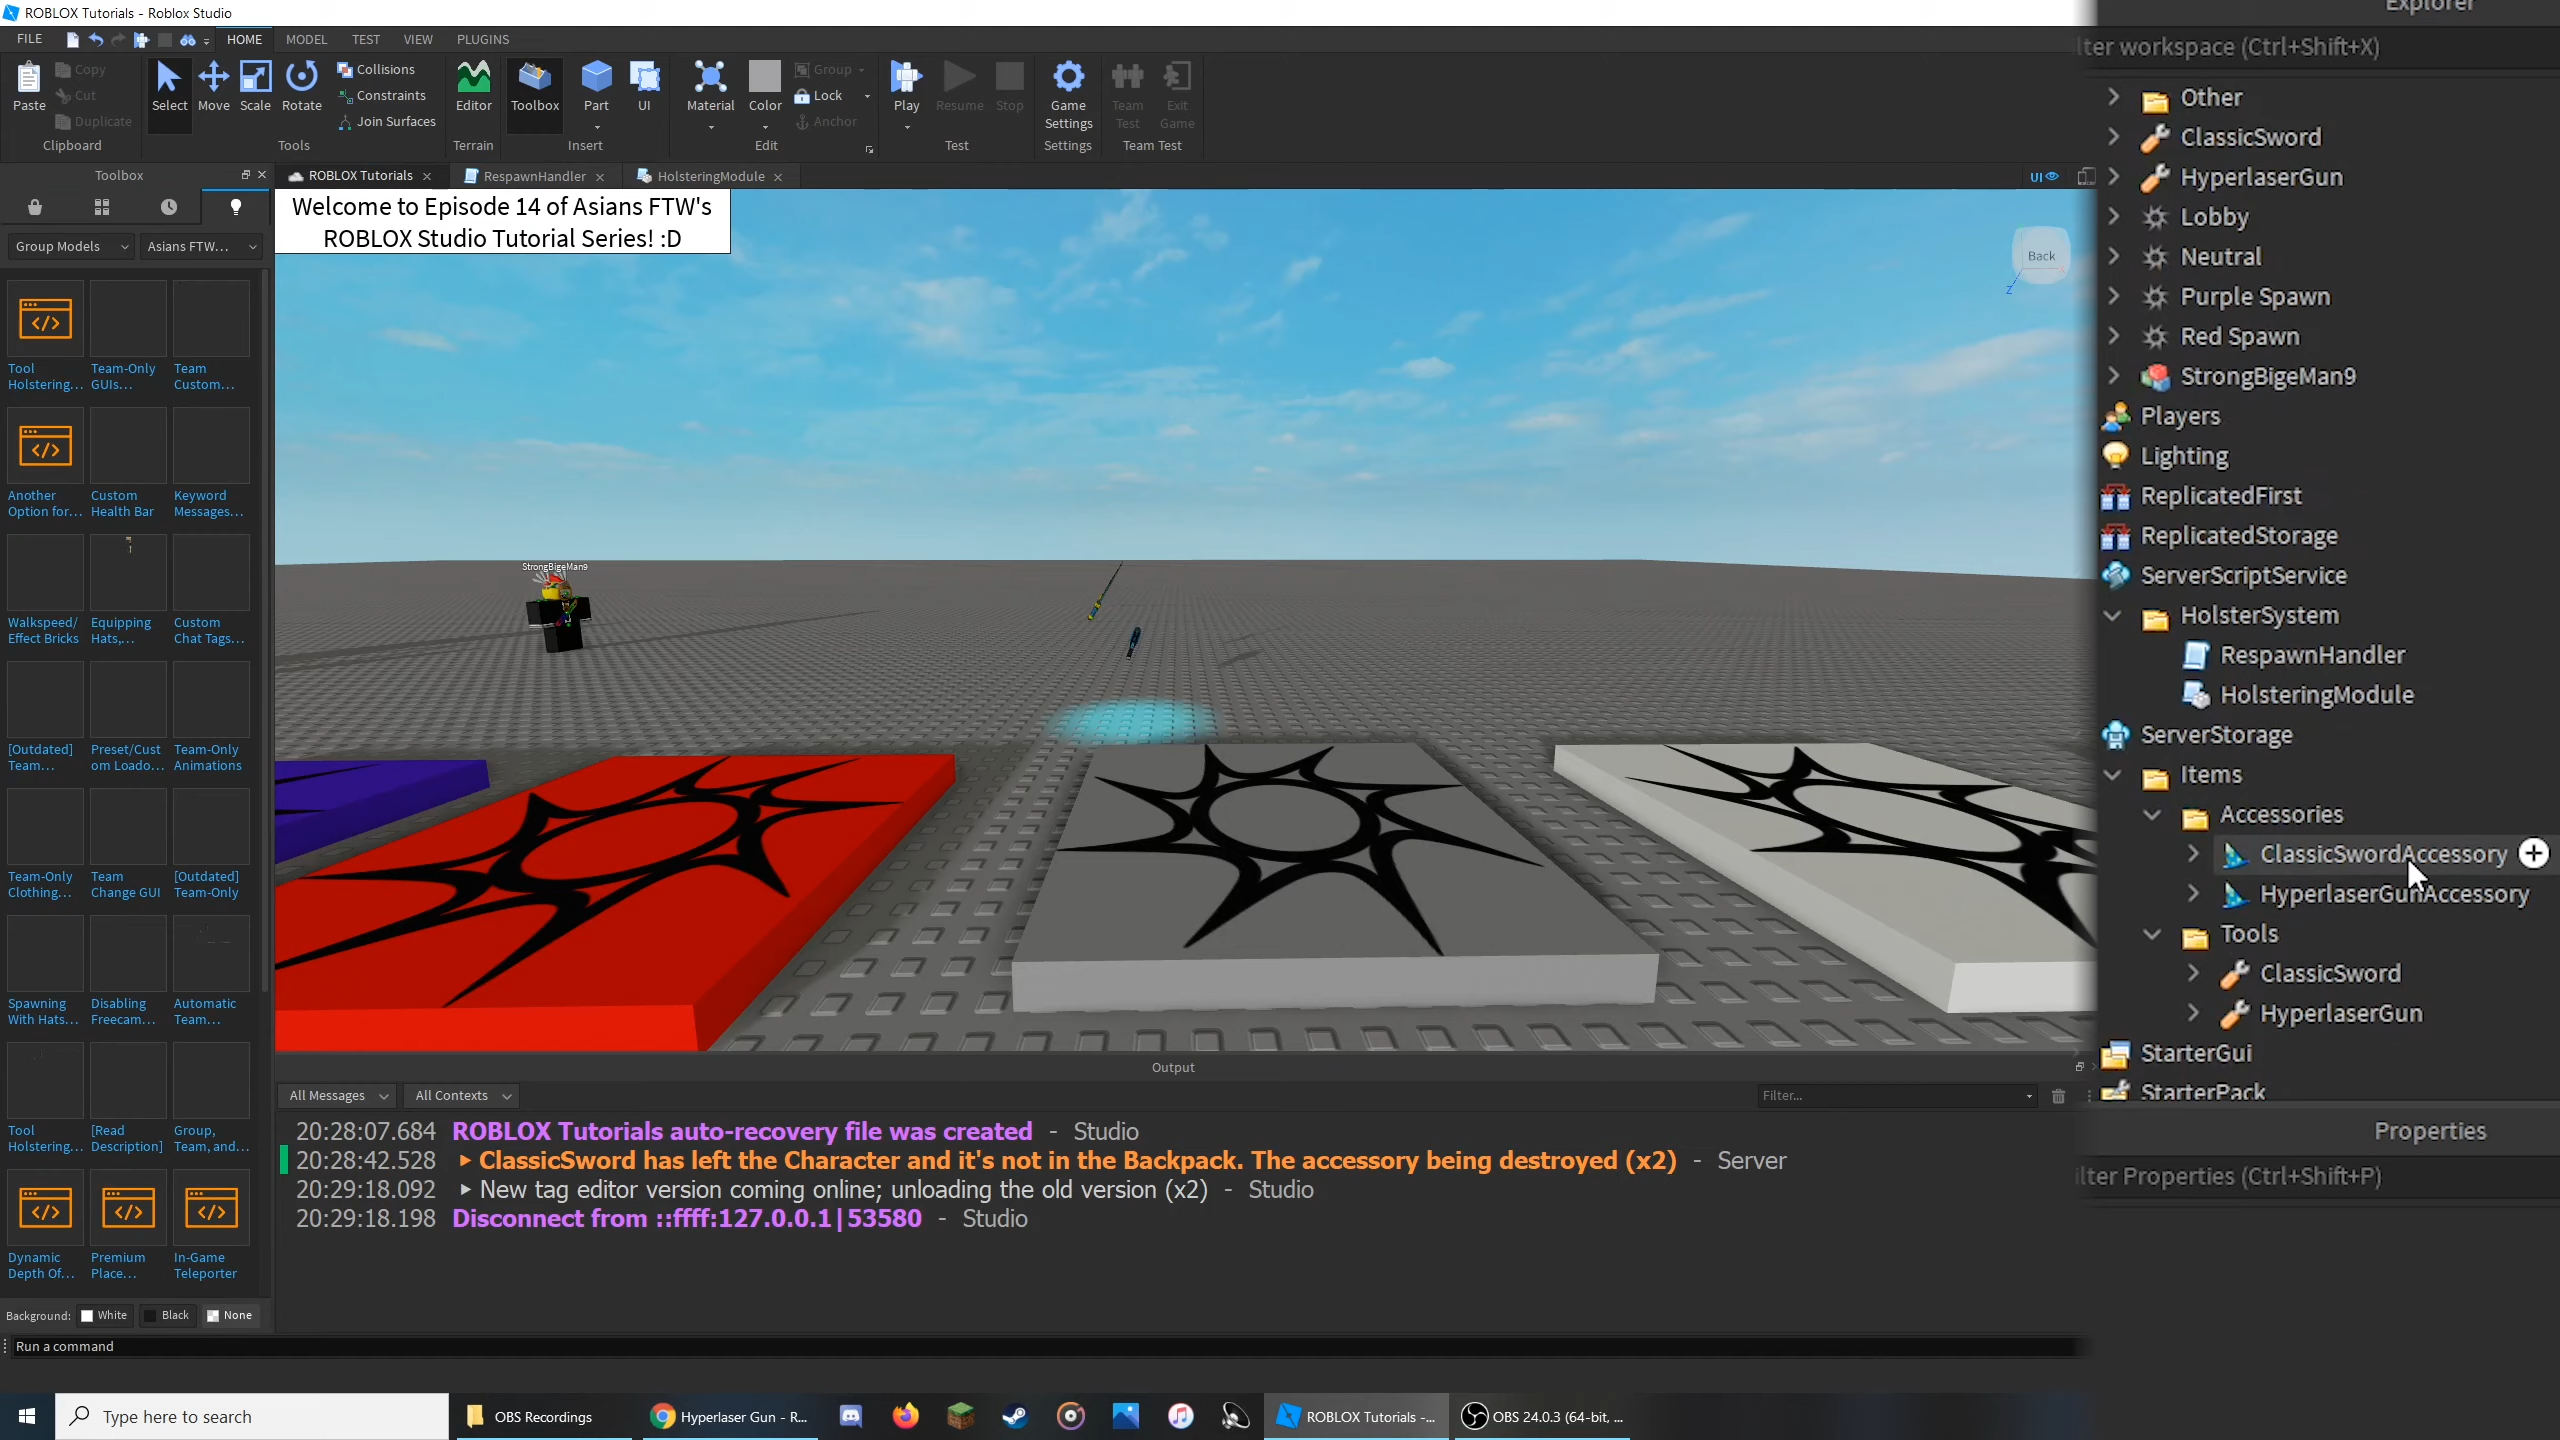 ROBLOX Tutorials - Roblox Studio
FILE
HOME
MODEL
TEST
VIEW
PLUGINS
Paste
Copy
Cut
Duplicate
Clipboard
Select
Move
Scale
Rotate
Collisions
Constraints
Join Surfaces
Tools
Editor
Terrain
Toolbox
Part
UI
Insert
Material
Color
Group
Lock
Anchor
Edit
Play
Resume
Stop
Test
Game
Settings
Settings
Team
Test
Exit
Game
Team Test
Toolbox
ROBLOX Tutorials
RespawnHandler
HolsteringModule
UI
Group Models
Asians FTW...
Tool
Holstering...
Team-Only
GUIs...
Team
Custom...
Another
Option for...
Custom
Health Bar
Keyword
Messages...
Walkspeed/
Effect Bricks
Equipping
Hats,...
Custom
Chat Tags...
[Outdated]
Team...
Preset/Cust
om Loado...
Team-Only
Animations
Team-Only
Clothing,...
Team
Change GUI
[Outdated]
Team-Only
Spawning
With Hats...
Disabling
Freecam...
Automatic
Team...
Tool
Holstering...
[Read
Description]
Group,
Team, and...
Dynamic
Depth Of...
Premium
Place...
In-Game
Teleporter
Background:
White
Black
None
Welcome to Episode 14 of Asians FTW's
ROBLOX Studio Tutorial Series! :D
StrongBigeMan9
Back
Z
Output
All Messages
All Contexts
Filter...
20:28:07.684 ROBLOX Tutorials auto-recovery file was created - Studio
20:28:42.528 ClassicSword has left the Character and it's not in the Backpack. The accessory being destroyed (x2) - Server
20:29:18.092 New tag editor version coming online; unloading the old version (x2) - Studio
20:29:18.198 Disconnect from ::ffff:127.0.0.1|53580 - Studio
Run a command
Explorer
lter workspace (Ctrl+Shift+X)
Other
ClassicSword
HyperlaserGun
Lobby
Neutral
Purple Spawn
Red Spawn
StrongBigeMan9
Players
Lighting
ReplicatedFirst
ReplicatedStorage
ServerScriptService
HolsterSystem
RespawnHandler
HolsteringModule
ServerStorage
Items
Accessories
ClassicSwordAccessory
HyperlaserGunAccessory
Tools
ClassicSword
HyperlaserGun
StarterGui
StarterPack
Properties
ilter Properties (Ctrl+Shift+P)
Type here to search
OBS Recordings
Hyperlaser Gun - R...
ROBLOX Tutorials -...
OBS 24.0.3 (64-bit, ...